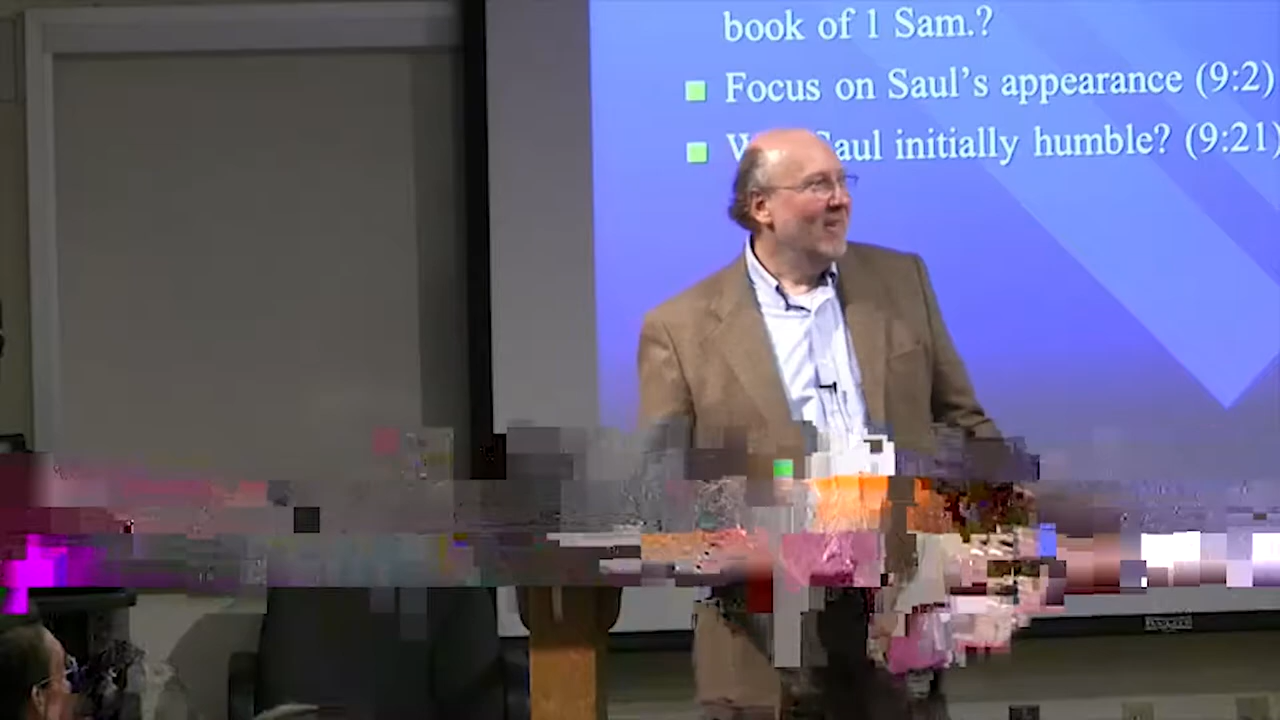 book of 1 Sam.?
Focus on Saul's appearance (9:2)
Saul initially humble? (9:21)